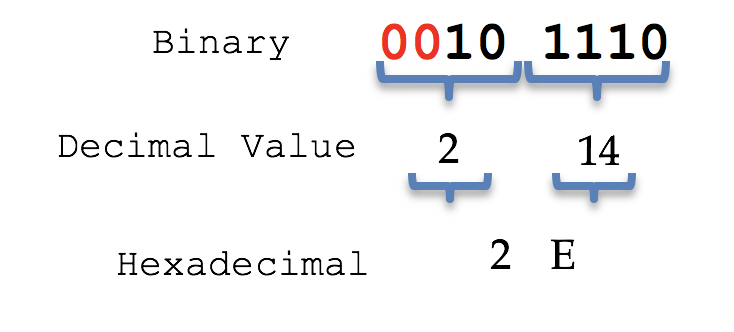 Binary 0010 1110
Decimal Value 2 14
Hexadecimal 2 E